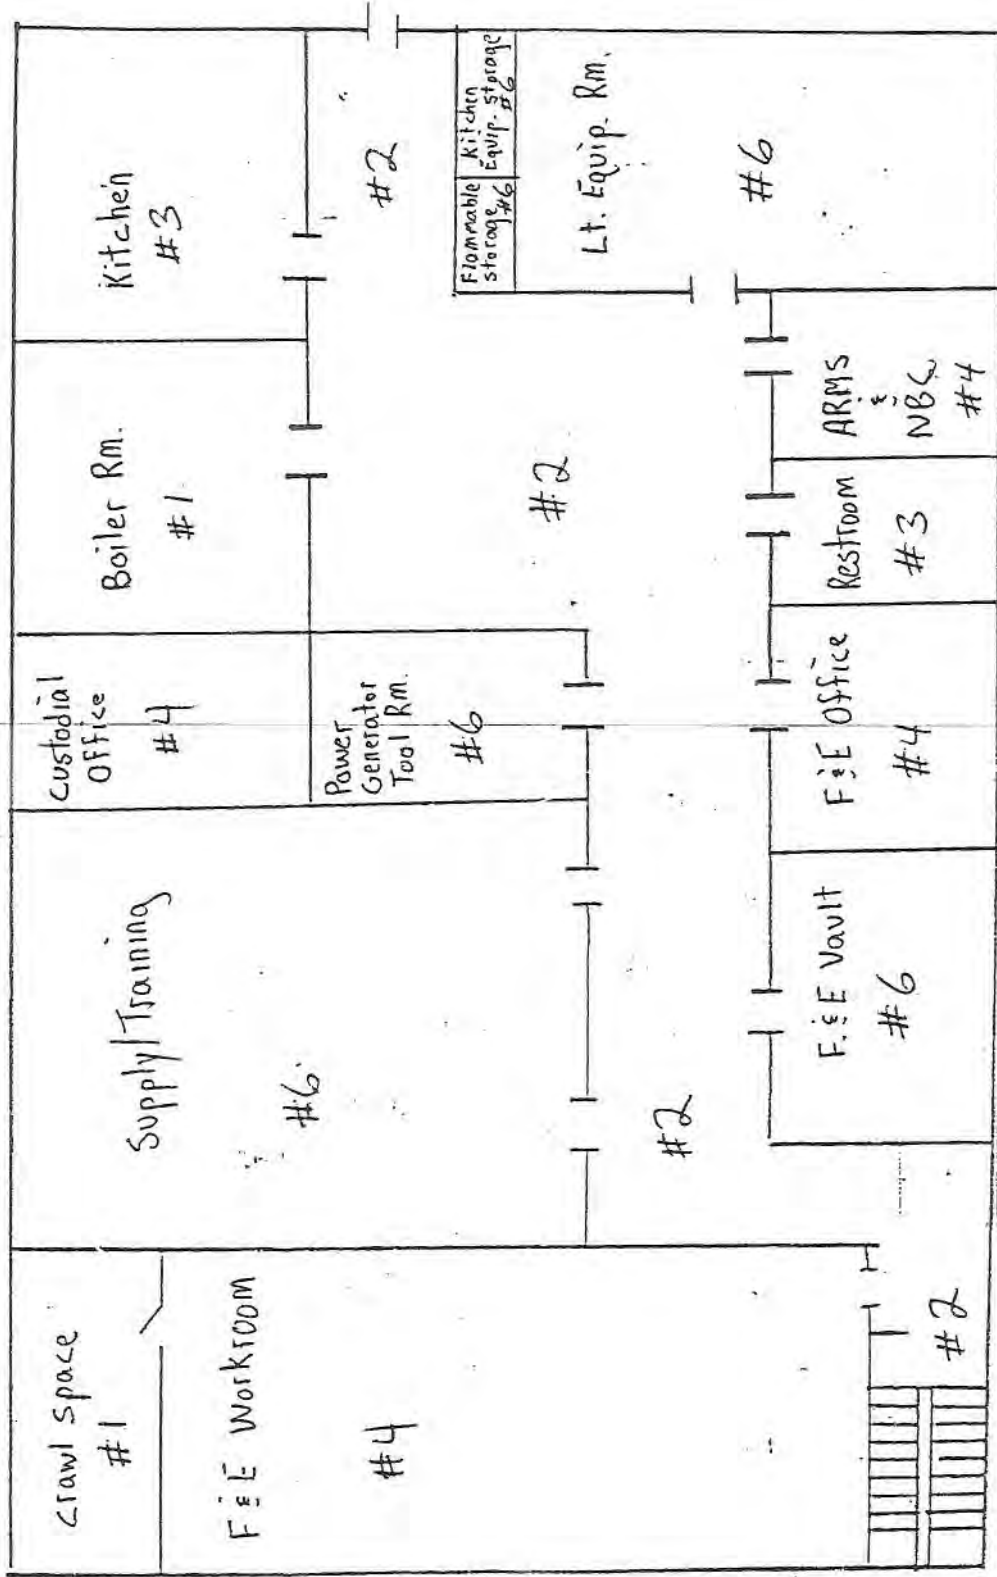 Crawl Space
#1
F & E Workroom
#4
#2
Supply/Training
#6
#2
F & E Vault
#6
Custodial
Office
#4
Power
Generator
Tool Rm.
#6
F & E Office
#4
Boiler Rm.
#1
#2
Restroom
#3
Kitchen
#3
#2
Flammable
Storage #6
Kitchen
Equip. Storage
#6
Lt. Equip. Rm.
#6
ARMS
&
NBC
#4